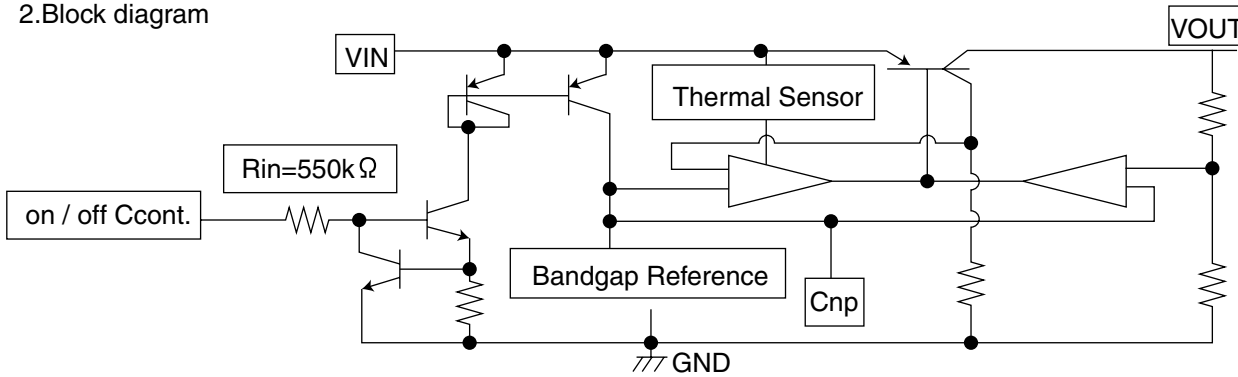 2.Block diagram
VIN
VOUT
Thermal Sensor
Rin=550kΩ
on / off Ccont.
Bandgap Reference
Cnp
GND